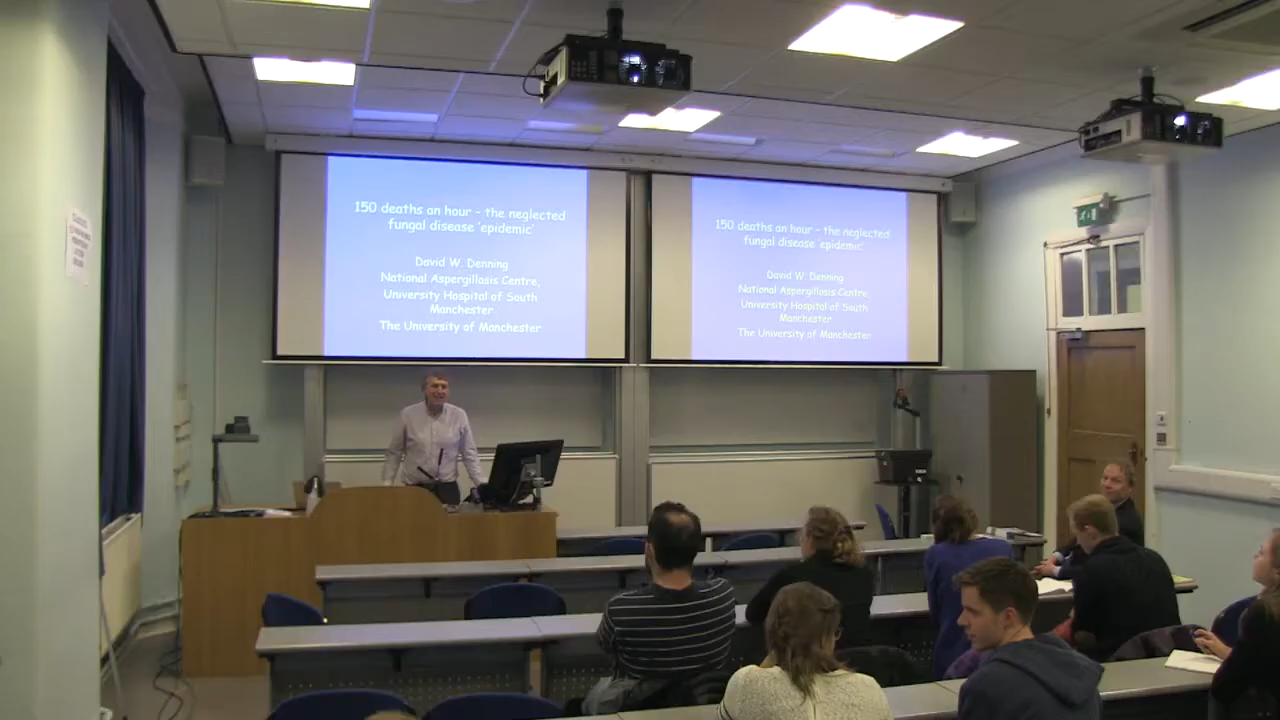 150 deaths an hour – the neglected
fungal disease 'epidemic'
David W. Denning
National Aspergillosis Centre,
University Hospital of South
Manchester
The University of Manchester
150 deaths an hour – the neglected
fungal disease 'epidemic'
David W. Denning
National Aspergillosis Centre,
University Hospital of South
Manchester
The University of Manchester